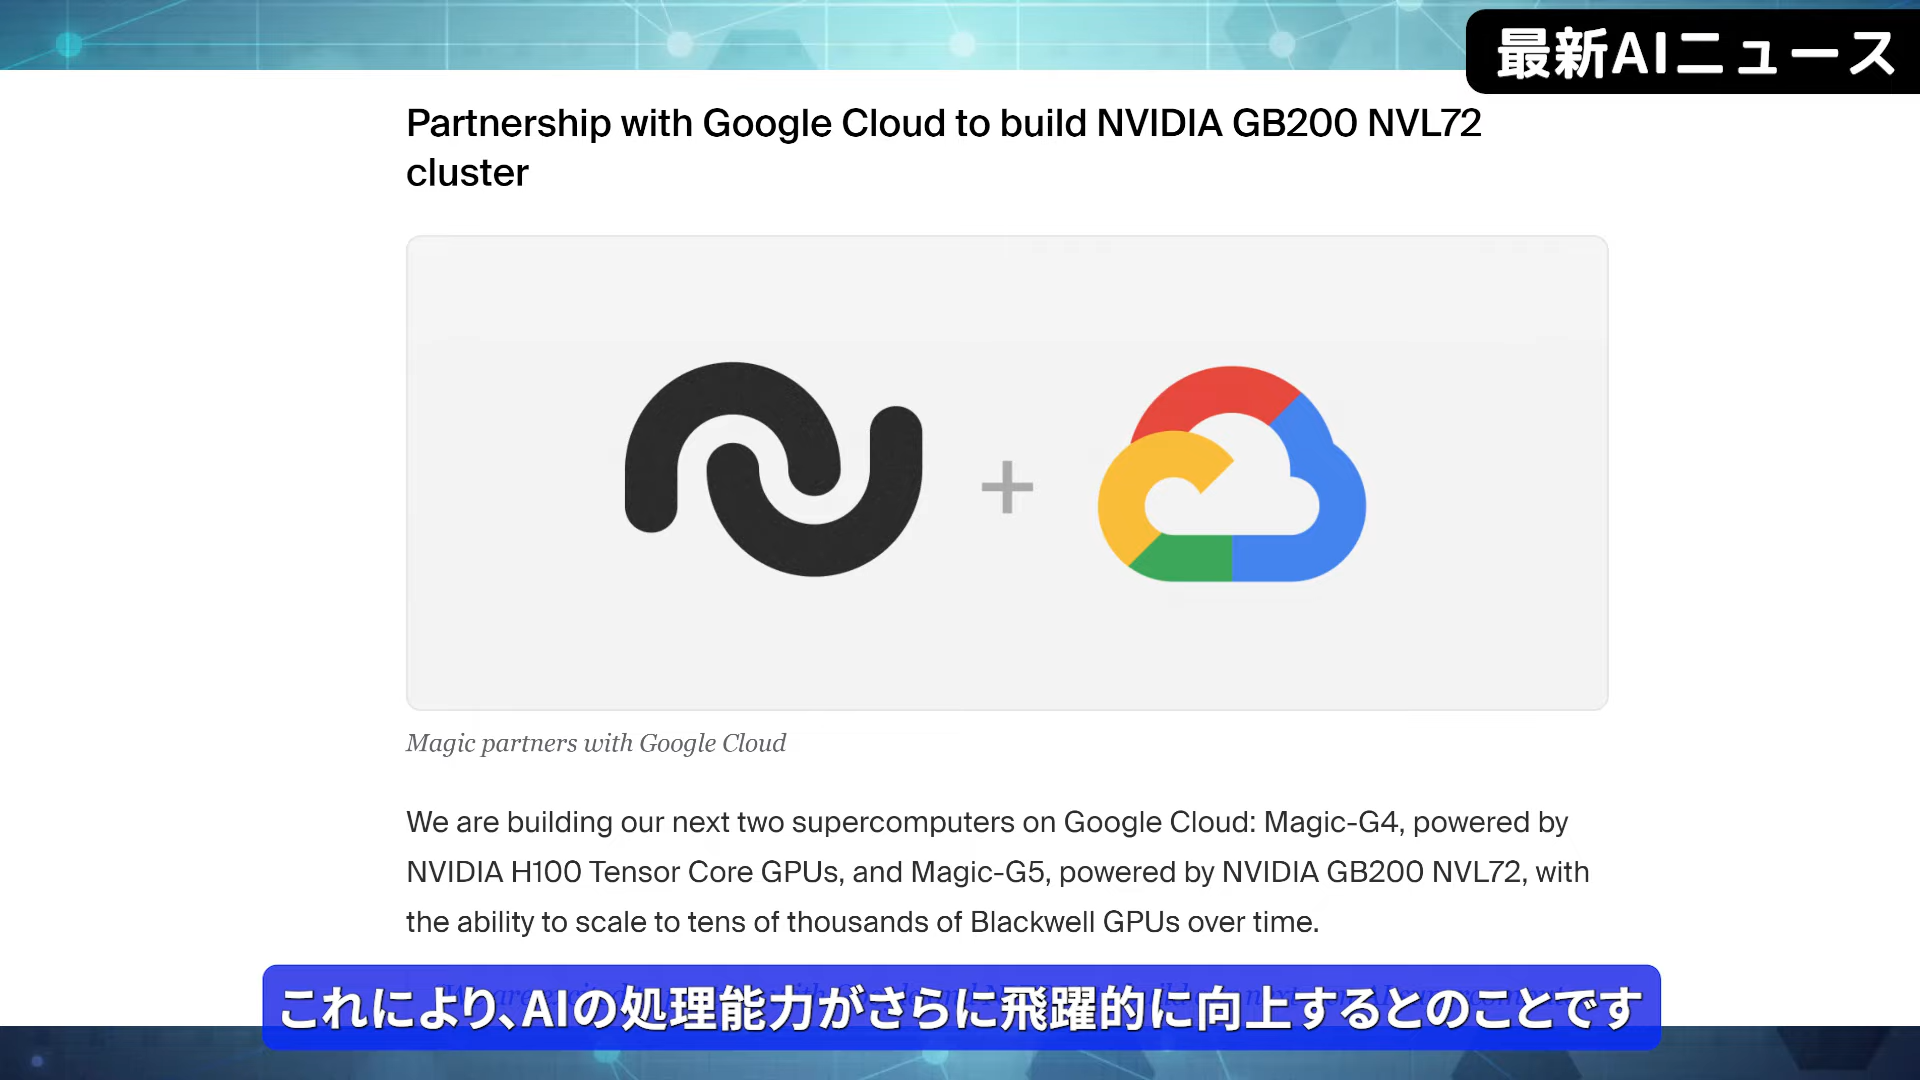 最新AIニュース
Partnership with Google Cloud to build NVIDIA GB200 NVL72
cluster
Magic partners with Google Cloud
We are building our next two supercomputers on Google Cloud: Magic-G4, powered by
NVIDIA H100 Tensor Core GPUs, and Magic-G5, powered by NVIDIA GB200 NVL72, with
the ability to scale to tens of thousands of Blackwell GPUs over time.
これにより、AIの処理能力がさらに飛躍的に向上するとのことです